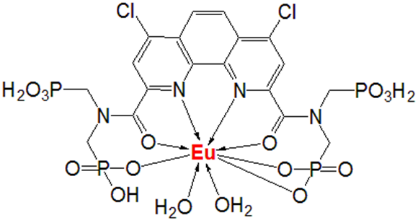 Cl Cl
H2O3P N N PO3H2
N N
O O
Eu
O P O O P O
OH H2O OH2 O